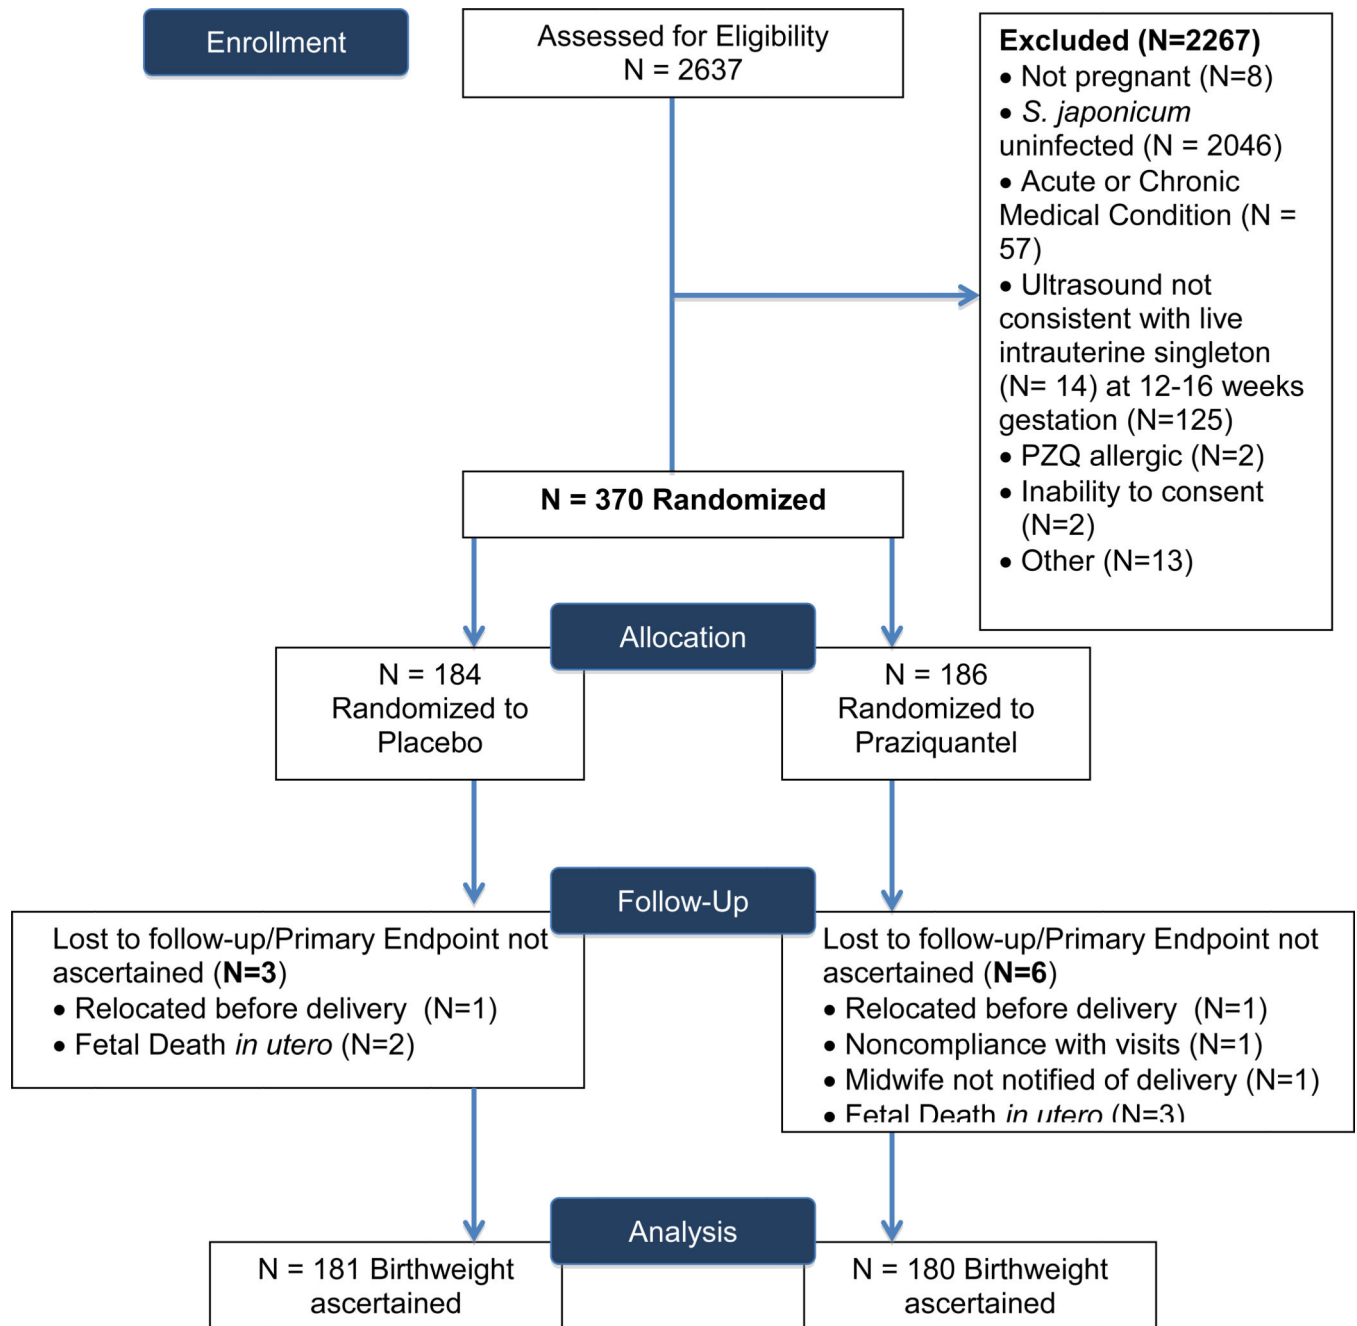 Enrollment
Assessed for Eligibility
N = 2637
Excluded (N=2267)
• Not pregnant (N=8)
• S. japonicum
uninfected (N = 2046)
• Acute or Chronic
Medical Condition (N =
57)
• Ultrasound not
consistent with live
intrauterine singleton
(N= 14) at 12-16 weeks
gestation (N=125)
• PZQ allergic (N=2)
• Inability to consent
(N=2)
• Other (N=13)
N = 370 Randomized
Allocation
N = 184
Randomized to
Placebo
N = 186
Randomized to
Praziquantel
Follow-Up
Lost to follow-up/Primary Endpoint not
ascertained (N=3)
• Relocated before delivery (N=1)
• Fetal Death in utero (N=2)
Lost to follow-up/Primary Endpoint not
ascertained (N=6)
• Relocated before delivery (N=1)
• Noncompliance with visits (N=1)
• Midwife not notified of delivery (N=1)
• Fetal Death in utero (N=3)
Analysis
N = 181 Birthweight
ascertained
N = 180 Birthweight
ascertained